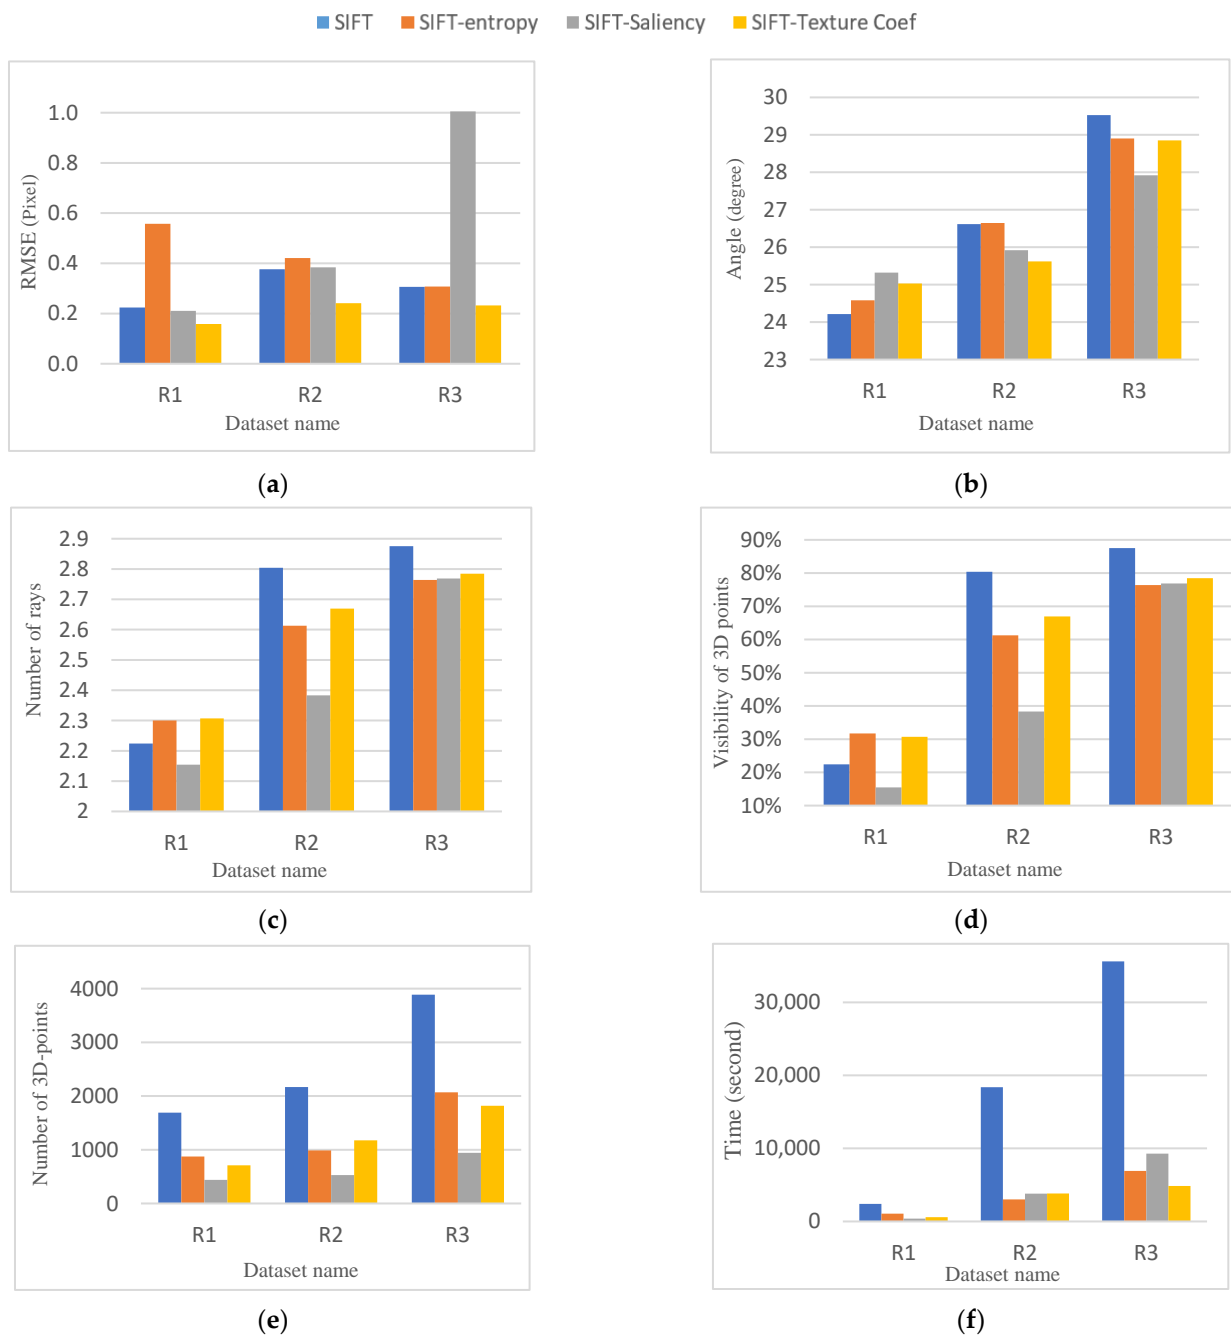 SIFT SIFT-entropy SIFT-Saliency SIFT-Texture Coef
RMSE (Pixel)
1.0
0.8
0.6
0.4
0.2
0.0
R1 R2 R3
Dataset name
(a)
Angle (degree)
30
29
28
27
26
25
24
23
R1 R2 R3
Dataset name
(b)
Number of rays
2.9
2.8
2.7
2.6
2.5
2.4
2.3
2.2
2.1
2
R1 R2 R3
Dataset name
(c)
Visibility of 3D points
90%
80%
70%
60%
50%
40%
30%
20%
10%
R1 R2 R3
Dataset name
(d)
Number of 3D-points
4000
3000
2000
1000
0
R1 R2 R3
Dataset name
(e)
Time (second)
30,000
20,000
10,000
0
R1 R2 R3
Dataset name
(f)